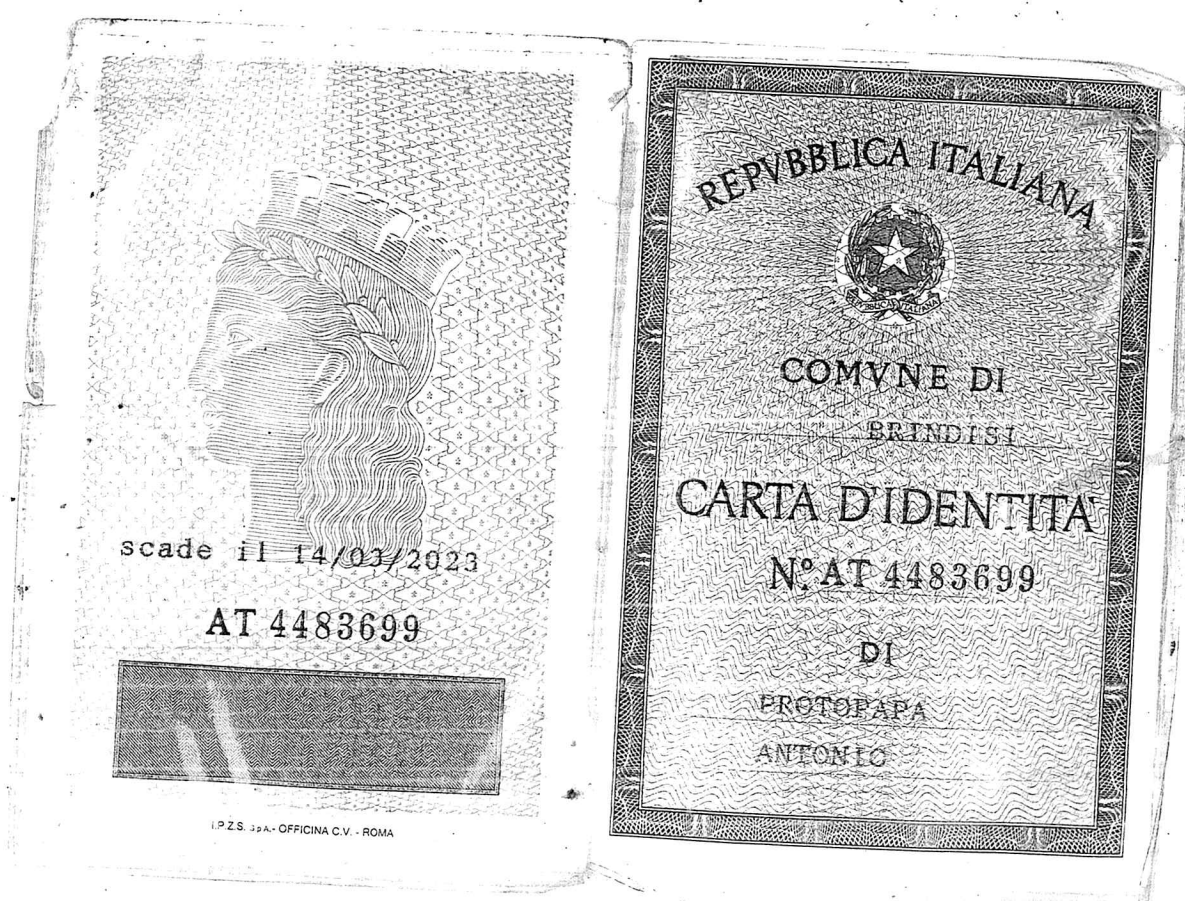 scade il 14/03/2023
AT 4483699
I.P.Z.S. S.p.A. - OFFICINA C.V. - ROMA
REPVBBLICA ITALIANA
COMVNE DI
BRINDISI
CARTA D'IDENTITÀ
N.º AT 4483699
DI
PROTOPAPA
ANTONIO